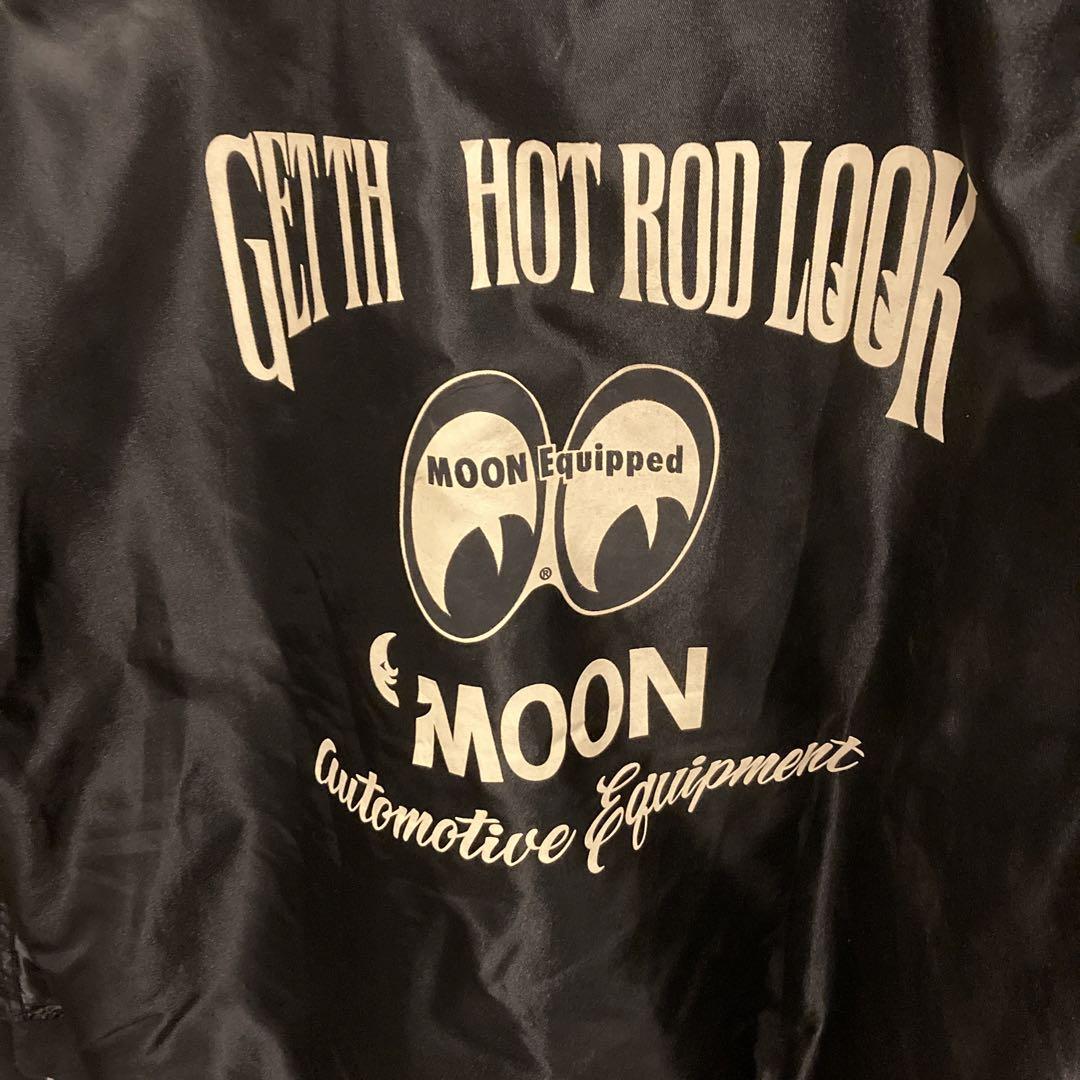 GET TH HOT ROD LOOK
MOON Equipped
®
MOON
Automotive Equipment